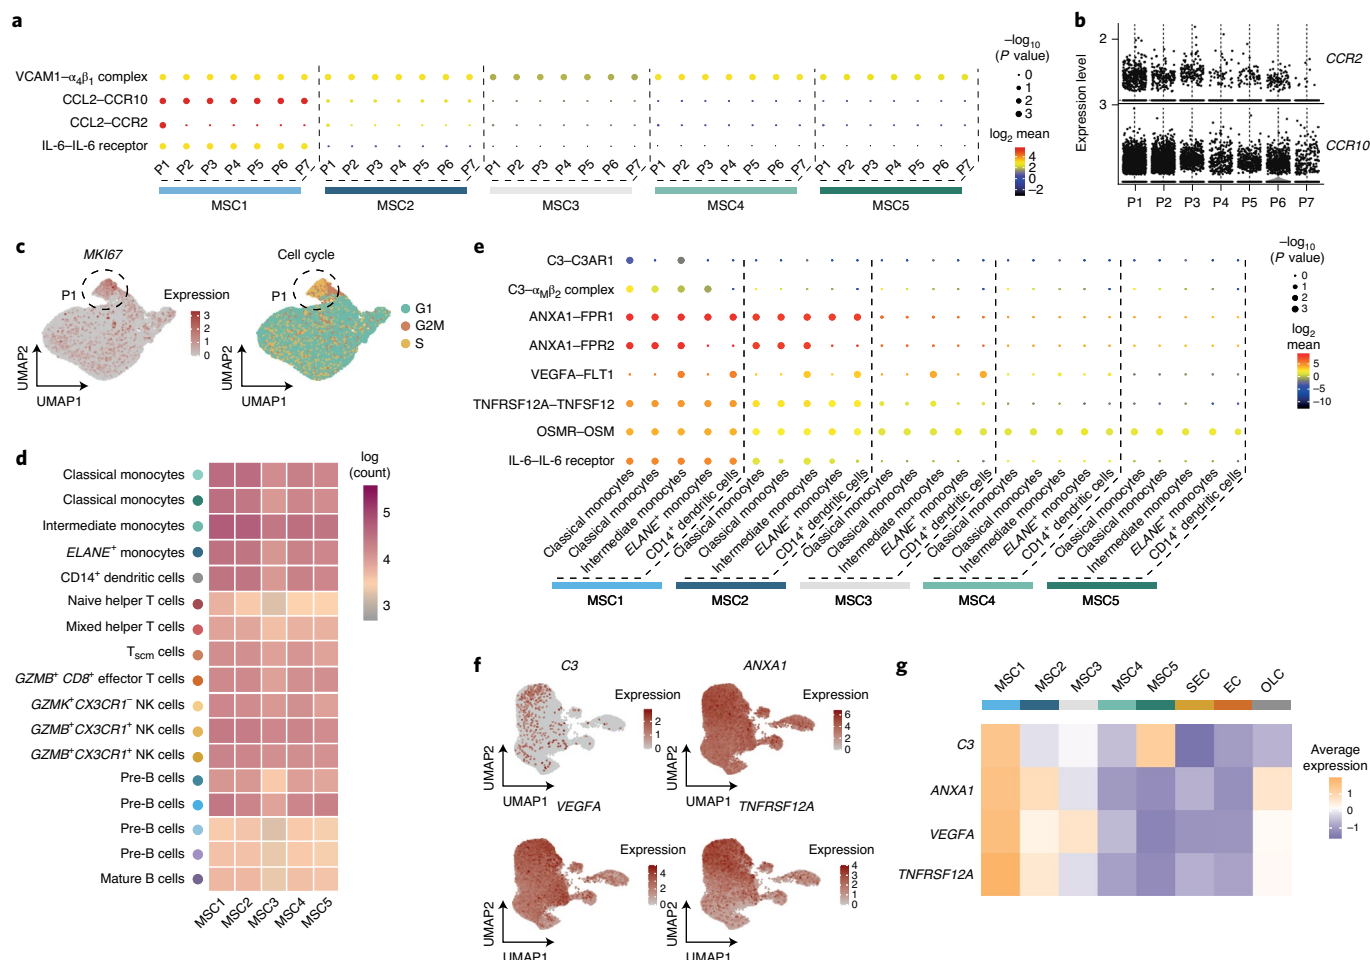 a
VCAM1–α4β1 complex
CCL2–CCR10
CCL2–CCR2
IL-6–IL-6 receptor
P1 P2 P3 P4 P5 P6 P7 P1 P2 P3 P4 P5 P6 P7 P1 P2 P3 P4 P5 P6 P7 P1 P2 P3 P4 P5 P6 P7 P1 P2 P3 P4 P5 P6 P7
MSC1 MSC2 MSC3 MSC4 MSC5
–log10
(P value)
0
1
2
3
log2 mean
4
2
0
–2
b
Expression level
2
3
CCR2
CCR10
P1 P2 P3 P4 P5 P6 P7
c
MKI67
P1
Expression
3
2
1
0
UMAP2
UMAP1
Cell cycle
P1
G1
G2M
S
UMAP2
UMAP1
d
Classical monocytes
Classical monocytes
Intermediate monocytes
ELANE+ monocytes
CD14+ dendritic cells
Naive helper T cells
Mixed helper T cells
Tscm cells
GZMB+ CD8+ effector T cells
GZMK+CX3CR1– NK cells
GZMB+CX3CR1+ NK cells
GZMB+CX3CR1+ NK cells
Pre-B cells
Pre-B cells
Pre-B cells
Pre-B cells
Mature B cells
MSC1 MSC2 MSC3 MSC4 MSC5
log
(count)
5
4
3
e
C3–C3AR1
C3–αMβ2 complex
ANXA1–FPR1
ANXA1–FPR2
VEGFA–FLT1
TNFRSF12A–TNFSF12
OSMR–OSM
IL-6–IL-6 receptor
Classical monocytes Classical monocytes Intermediate monocytes ELANE+ monocytes CD14+ dendritic cells Classical monocytes Classical monocytes Intermediate monocytes ELANE+ monocytes CD14+ dendritic cells Classical monocytes Classical monocytes Intermediate monocytes ELANE+ monocytes CD14+ dendritic cells Classical monocytes Classical monocytes Intermediate monocytes ELANE+ monocytes CD14+ dendritic cells Classical monocytes Classical monocytes Intermediate monocytes ELANE+ monocytes CD14+ dendritic cells
MSC1 MSC2 MSC3 MSC4 MSC5
–log10
(P value)
0
1
2
3
log2
mean
5
0
–5
–10
f
C3
Expression
2
1
0
UMAP2
UMAP1
ANXA1
Expression
6
4
2
0
UMAP2
UMAP1
VEGFA
Expression
4
2
0
UMAP2
UMAP1
TNFRSF12A
Expression
4
3
2
1
0
UMAP2
UMAP1
g
MSC1 MSC2 MSC3 MSC4 MSC5 SEC EC OLC
C3
ANXA1
VEGFA
TNFRSF12A
Average
expression
1
0
–1